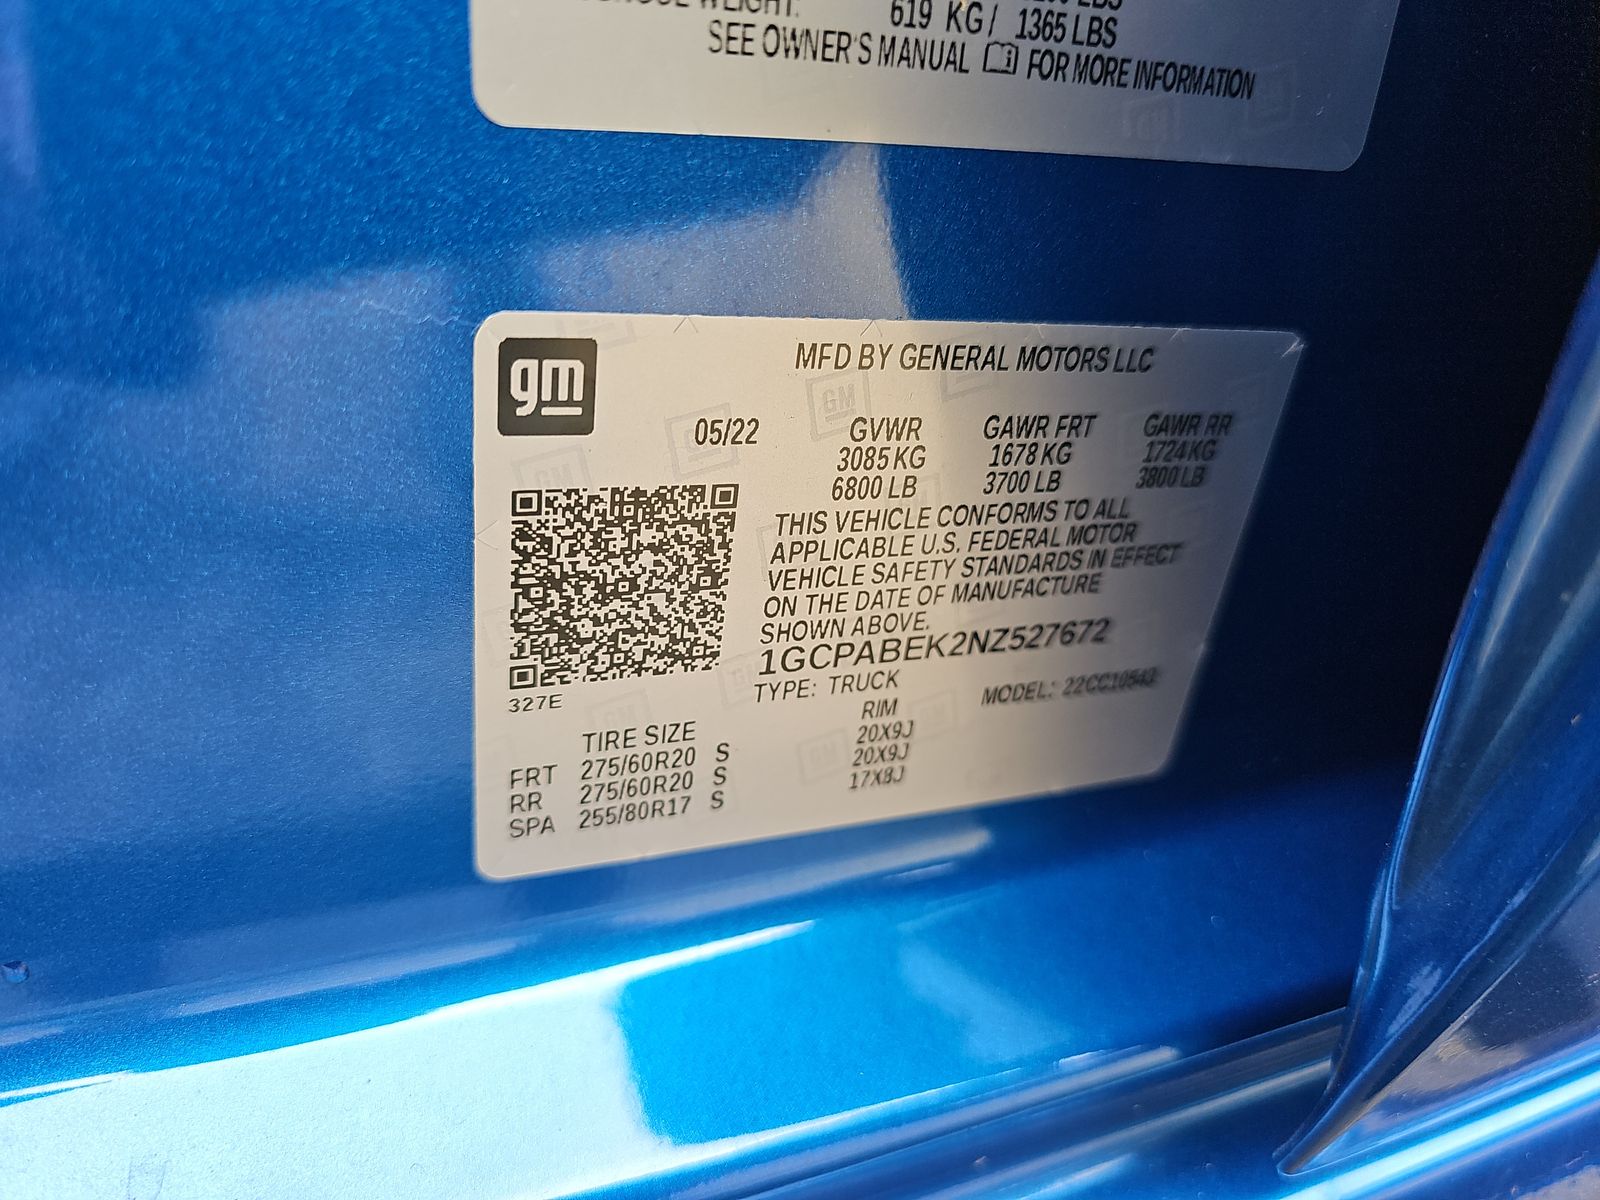 619 KG / 1365 LBS
SEE OWNER'S MANUAL FOR MORE INFORMATION
gm
MFD BY GENERAL MOTORS LLC
05/22 GVWR GAWR FRT GAWR RR
3085 KG 1678 KG 1724 KG
6800 LB 3700 LB 3800 LB
THIS VEHICLE CONFORMS TO ALL
APPLICABLE U.S. FEDERAL MOTOR
VEHICLE SAFETY STANDARDS IN EFFECT
ON THE DATE OF MANUFACTURE
SHOWN ABOVE.
1GCPABEK2NZ527672
TYPE: TRUCK MODEL: 22CC10543
327E
TIRE SIZE RIM
FRT 275/60R20 S 20X9J
RR 275/60R20 S 20X9J
SPA 255/80R17 S 17X8J